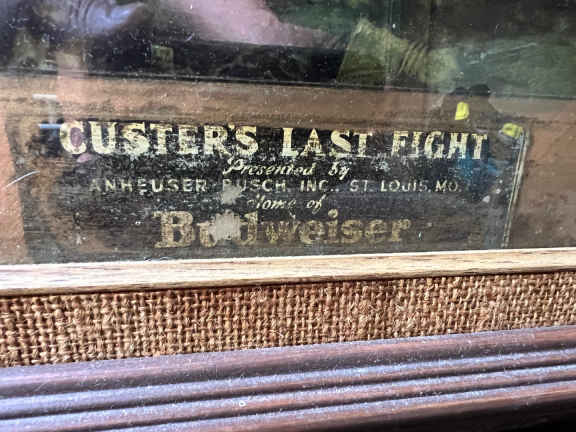 CUSTER'S LAST FIGHT
Presented by
ANHEUSER BUSCH, INC., ST. LOUIS, MO.
Home of
Budweiser